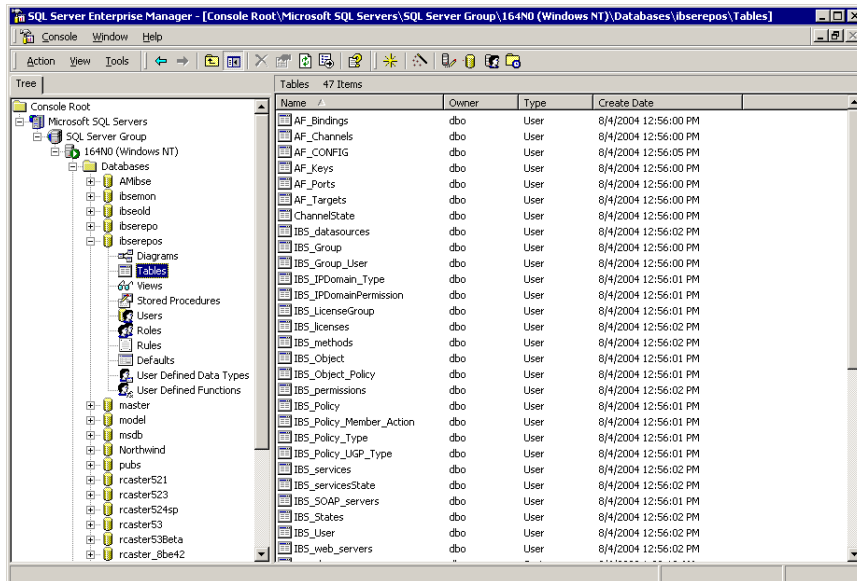 SQL Server Enterprise Manager - [Console Root\Microsoft SQL Servers\SQL Server Group\164N0 (Windows NT)\Databases\ibserepos\Tables]
Console Window Help
Action View Tools
Tree
Console Root
Microsoft SQL Servers
SQL Server Group
164N0 (Windows NT)
Databases
AMibse
ibsemon
ibseold
ibserepo
ibserepos
Diagrams
Tables
Views
Stored Procedures
Users
Roles
Rules
Defaults
User Defined Data Types
User Defined Functions
master
model
msdb
Northwind
pubs
rcaster521
rcaster523
rcaster524sp
rcaster53
rcaster53Beta
rcaster_8be42
Tables 47 Items
Name Owner Type Create Date
AF_Bindings dbo User 8/4/2004 12:56:00 PM
AF_Channels dbo User 8/4/2004 12:56:00 PM
AF_CONFIG dbo User 8/4/2004 12:56:05 PM
AF_Keys dbo User 8/4/2004 12:56:00 PM
AF_Ports dbo User 8/4/2004 12:56:00 PM
AF_Targets dbo User 8/4/2004 12:56:00 PM
ChannelState dbo User 8/4/2004 12:56:00 PM
IBS_datasources dbo User 8/4/2004 12:56:02 PM
IBS_Group dbo User 8/4/2004 12:56:00 PM
IBS_Group_User dbo User 8/4/2004 12:56:00 PM
IBS_IPDomain_Type dbo User 8/4/2004 12:56:01 PM
IBS_IPDomainPermission dbo User 8/4/2004 12:56:01 PM
IBS_LicenseGroup dbo User 8/4/2004 12:56:01 PM
IBS_licenses dbo User 8/4/2004 12:56:02 PM
IBS_methods dbo User 8/4/2004 12:56:02 PM
IBS_Object dbo User 8/4/2004 12:56:01 PM
IBS_Object_Policy dbo User 8/4/2004 12:56:01 PM
IBS_permissions dbo User 8/4/2004 12:56:02 PM
IBS_Policy dbo User 8/4/2004 12:56:01 PM
IBS_Policy_Member_Action dbo User 8/4/2004 12:56:01 PM
IBS_Policy_Type dbo User 8/4/2004 12:56:01 PM
IBS_Policy_UGP_Type dbo User 8/4/2004 12:56:01 PM
IBS_services dbo User 8/4/2004 12:56:02 PM
IBS_servicesState dbo User 8/4/2004 12:56:02 PM
IBS_SOAP_servers dbo User 8/4/2004 12:56:01 PM
IBS_States dbo User 8/4/2004 12:56:02 PM
IBS_User dbo User 8/4/2004 12:56:02 PM
IBS_web_servers dbo User 8/4/2004 12:56:02 PM